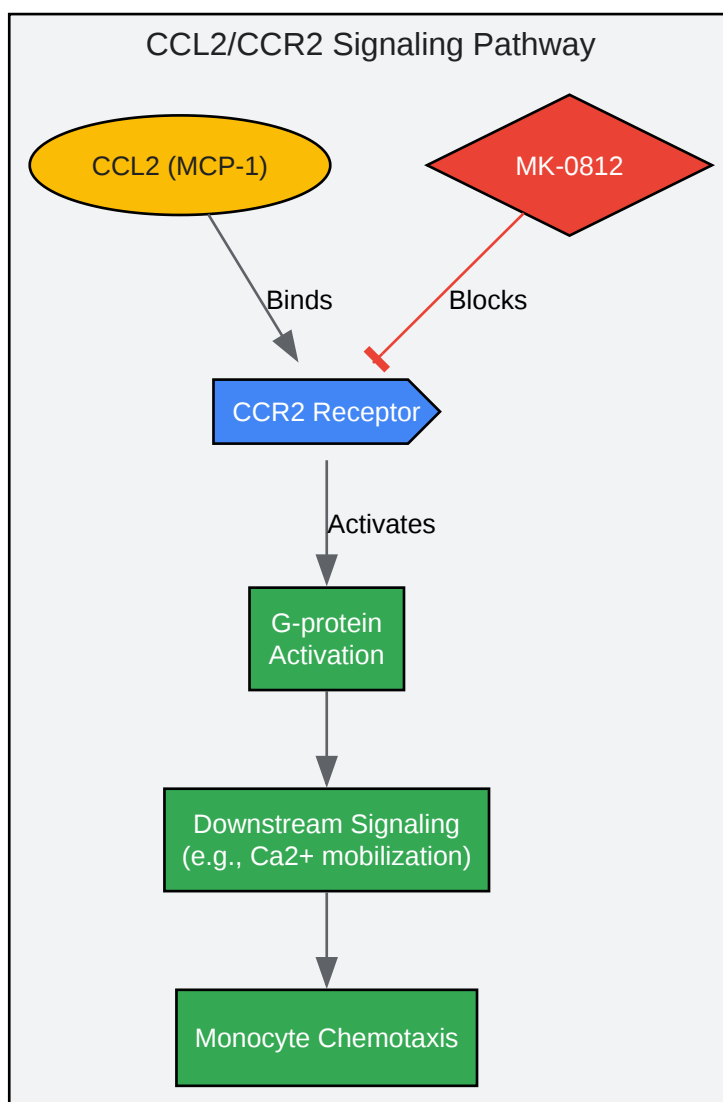 CCL2/CCR2 Signaling Pathway
CCL2 (MCP-1)
MK-0812
Binds
Blocks
CCR2 Receptor
Activates
G-protein
Activation
Downstream Signaling
(e.g., Ca2+ mobilization)
Monocyte Chemotaxis